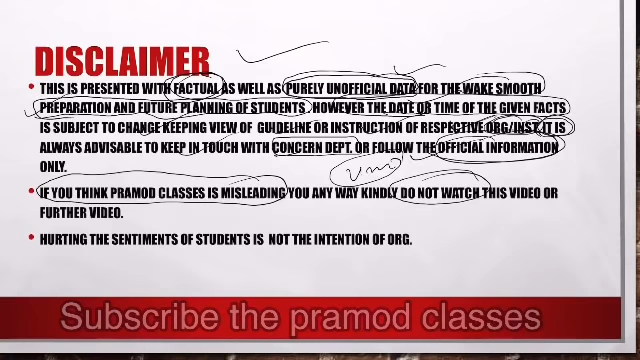 DISCLAIMER
• THIS IS PRESENTED WITH FACTUAL AS WELL AS PURELY UNOFFICIAL DATA FOR THE WAKE SMOOTH
PREPARATION AND FUTURE PLANNING OF STUDENTS. HOWEVER THE DATE OR TIME OF THE GIVEN FACTS
IS SUBJECT TO CHANGE KEEPING VIEW OF GUIDELINE OR INSTRUCTION OF RESPECTIVE ORG/INST. IT IS
ALWAYS ADVISABLE TO KEEP IN TOUCH WITH CONCERN DEPT. OR FOLLOW THE OFFICIAL INFORMATION
ONLY.
• IF YOU THINK PRAMOD CLASSES IS MISLEADING YOU ANY WAY KINDLY DO NOT WATCH THIS VIDEO OR
FURTHER VIDEO.
• HURTING THE SENTIMENTS OF STUDENTS IS NOT THE INTENTION OF ORG.
Subscribe the pramod classes